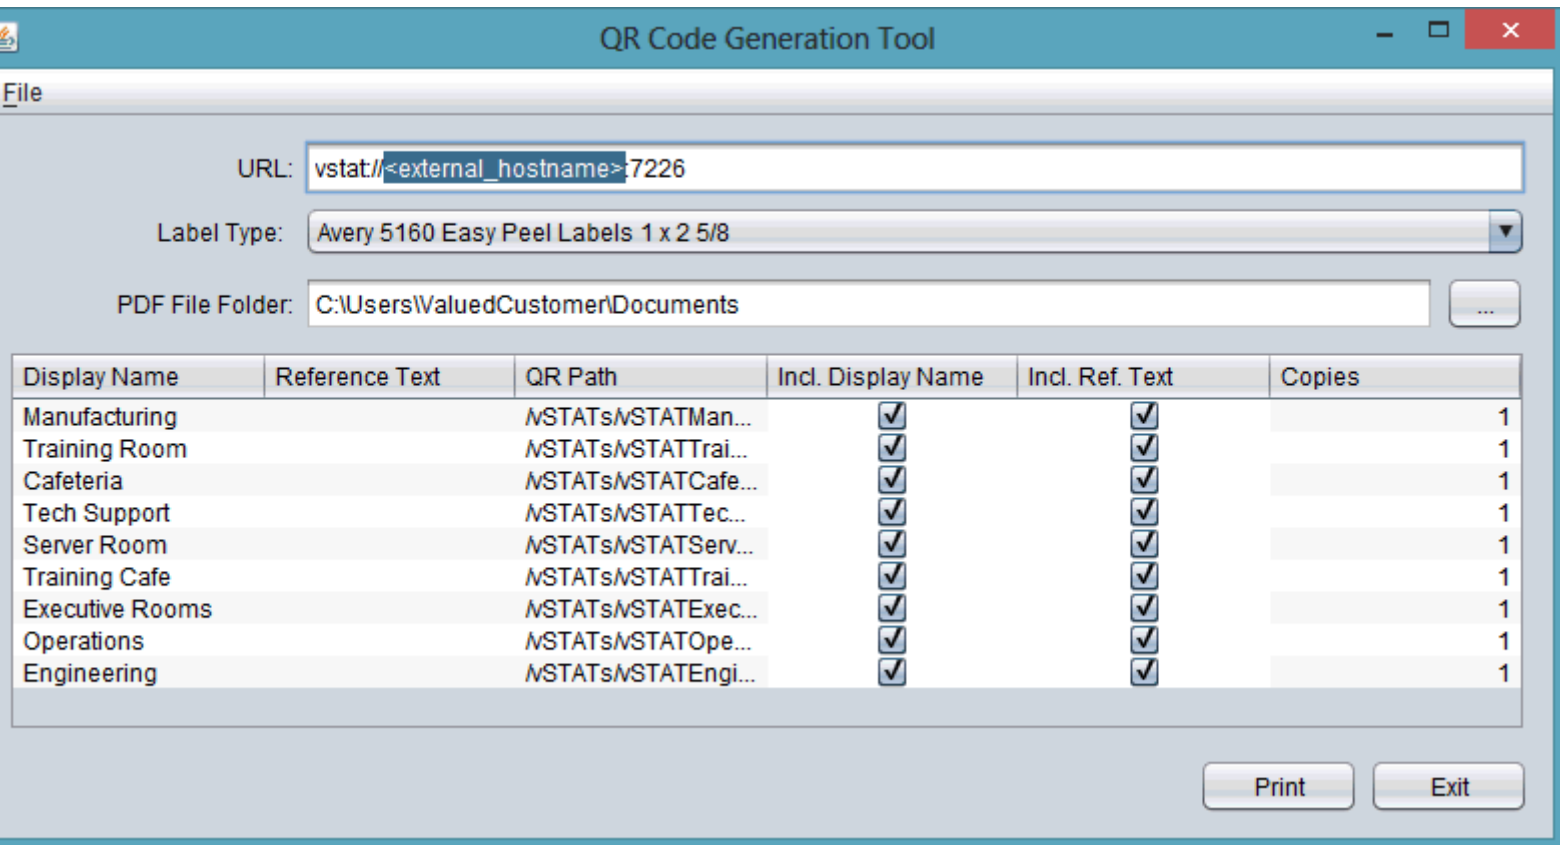 QR Code Generation Tool
File
URL: vstat://<external_hostname>:7226
Label Type: Avery 5160 Easy Peel Labels 1 x 2 5/8
PDF File Folder: C:\Users\ValuedCustomer\Documents ...
Display Name Reference Text QR Path Incl. Display Name Incl. Ref. Text Copies
Manufacturing /vSTATs/vSTATMan... 1
Training Room /vSTATs/vSTATTrai... 1
Cafeteria /vSTATs/vSTATCafe... 1
Tech Support /vSTATs/vSTATTec... 1
Server Room /vSTATs/vSTATServ... 1
Training Cafe /vSTATs/vSTATTrai... 1
Executive Rooms /vSTATs/vSTATExec... 1
Operations /vSTATs/vSTATOpe... 1
Engineering /vSTATs/vSTATEngi... 1
Print Exit